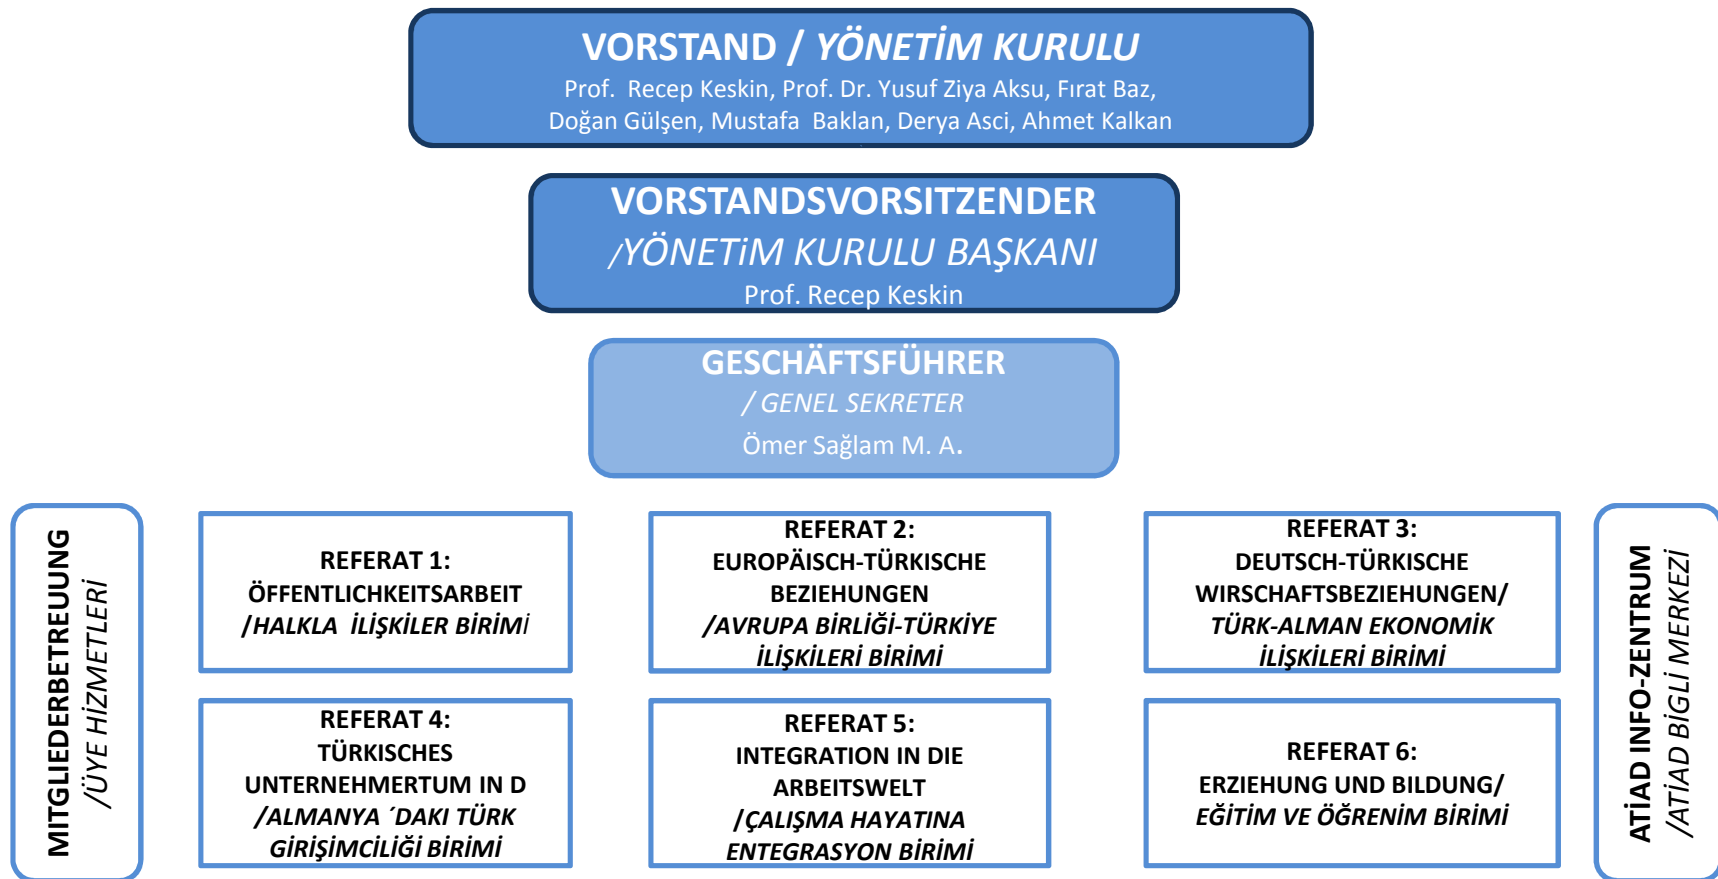 VORSTAND / YÖNETİM KURULU
Prof.  Recep Keskin, Prof. Dr. Yusuf Ziya Aksu, Fırat Baz,
Doğan Gülşen, Mustafa  Baklan, Derya Asci, Ahmet Kalkan
VORSTANDSVORSITZENDER
/YÖNETiM KURULU BAŞKANI
Prof. Recep Keskin
GESCHÄFTSFÜHRER
/ GENEL SEKRETER
Ömer Sağlam M. A.
MITGLIEDERBETREUUNG
/ÜYE HİZMETLERİ
REFERAT 1:
ÖFFENTLICHKEITSARBEIT
/HALKLA  İLİŞKİLER BİRİMİ
REFERAT 2:
EUROPÄISCH-TÜRKISCHE
BEZIEHUNGEN
/AVRUPA BİRLİĞİ-TÜRKİYE
İLİŞKİLERİ BİRİMİ
REFERAT 3:
DEUTSCH-TÜRKISCHE
WIRSCHAFTSBEZIEHUNGEN/
TÜRK-ALMAN EKONOMİK
İLİŞKİLERİ BİRİMİ
REFERAT 4:
TÜRKISCHES
UNTERNEHMERTUM IN D
/ALMANYA ´DAKI TÜRK
GİRİŞİMCİLİĞİ BİRİMİ
REFERAT 5:
INTEGRATION IN DIE
ARBEITSWELT
/ÇALIŞMA HAYATINA
ENTEGRASYON BİRİMİ
REFERAT 6:
ERZIEHUNG UND BILDUNG/
EĞİTİM VE ÖĞRENİM BİRİMİ
ATİAD INFO-ZENTRUM
/ATİAD BİGLİ MERKEZİ